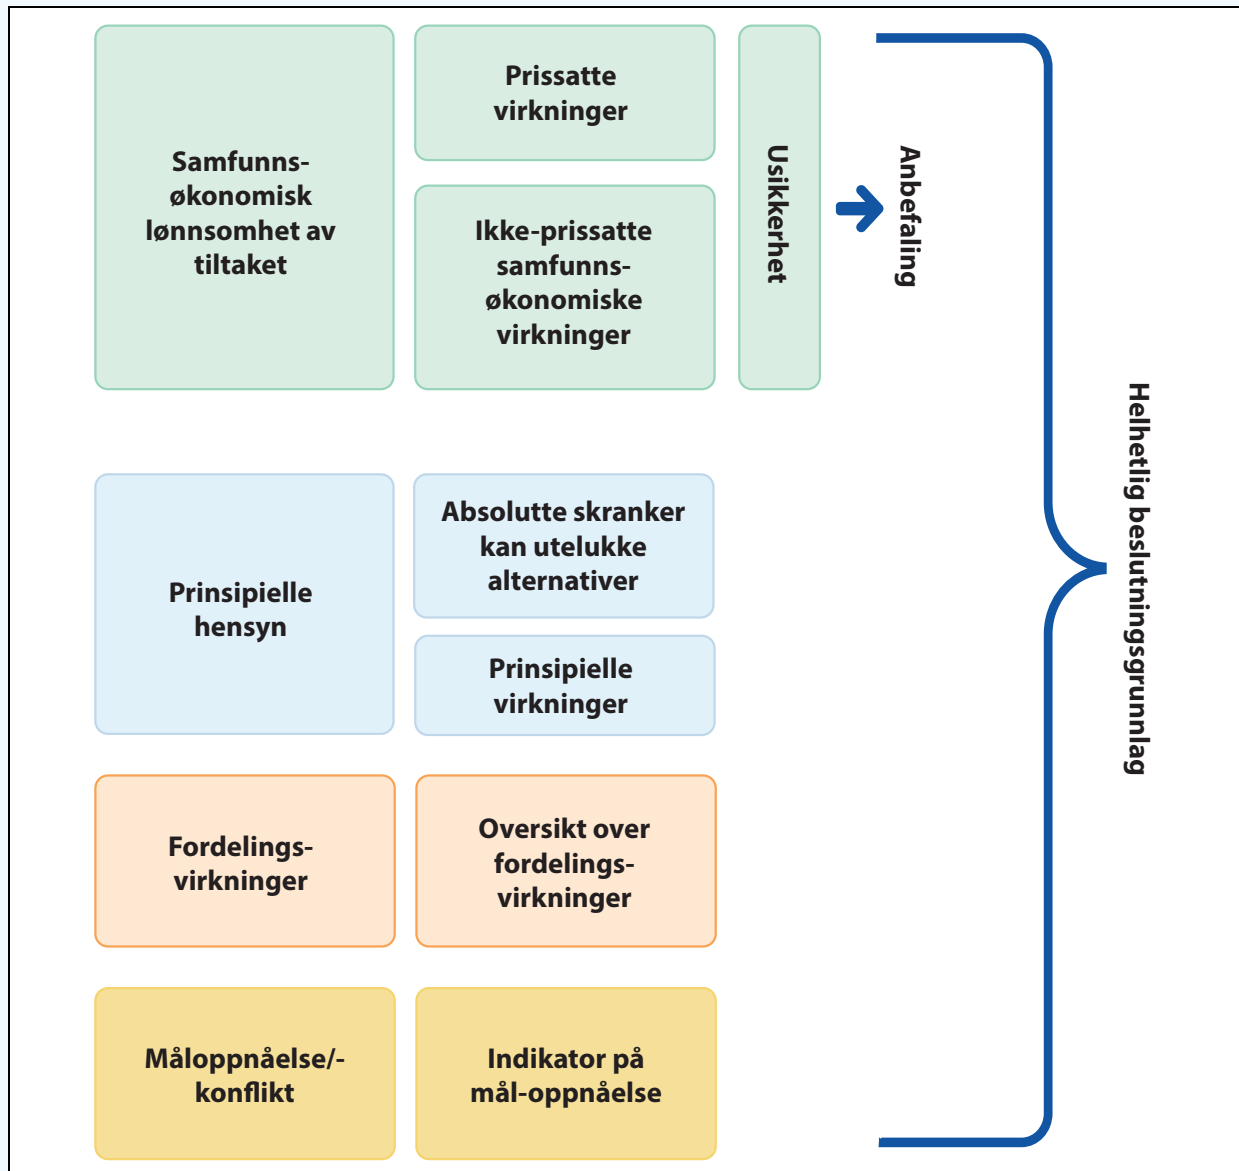 Samfunns-
økonomisk
lønnsomhet av
tiltaket
Prissatte
virkninger
Ikke-prissatte
samfunns-
økonomiske
virkninger
Usikkerhet
Anbefaling
Prinsipielle
hensyn
Absolutte skranker
kan utelukke
alternativer
Prinsipielle
virkninger
Fordelings-
virkninger
Oversikt over
fordelings-
virkninger
Måloppnåelse/-
konflikt
Indikator på
mål-oppnåelse
Helhetlig beslutningsgrunnlag